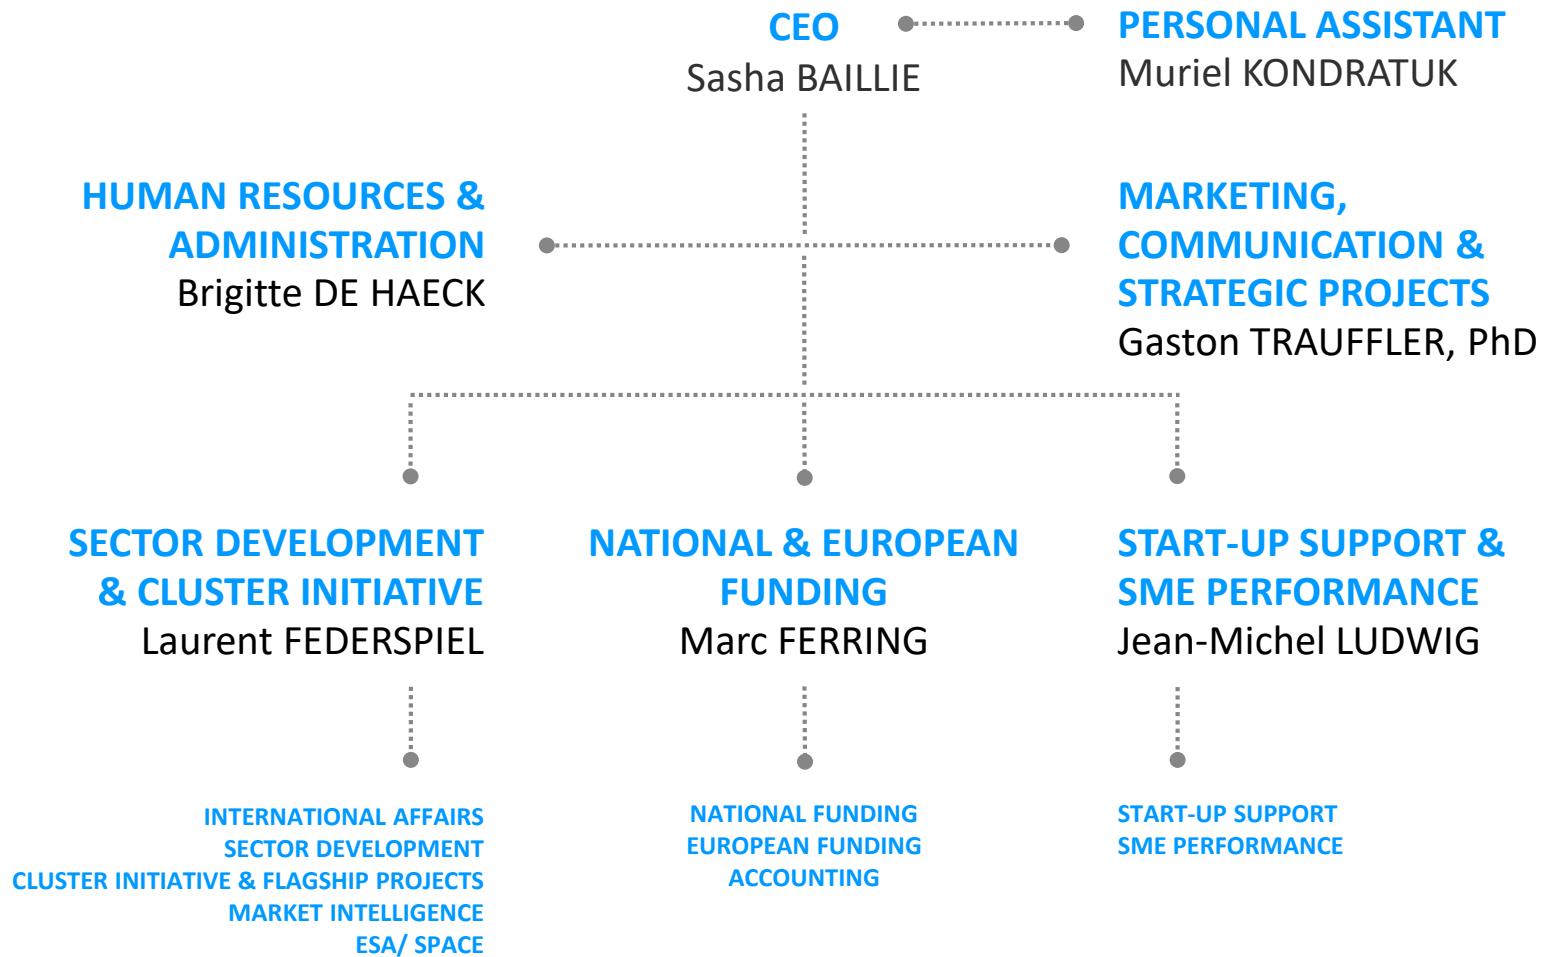 CEO
Sasha BAILLIE
PERSONAL ASSISTANT
Muriel KONDRATUK
HUMAN RESOURCES &
ADMINISTRATION
Brigitte DE HAECK
MARKETING,
COMMUNICATION &
STRATEGIC PROJECTS
Gaston TRAUFFLER, PhD
SECTOR DEVELOPMENT
& CLUSTER INITIATIVE
Laurent FEDERSPIEL
NATIONAL & EUROPEAN
FUNDING
Marc FERRING
START-UP SUPPORT &
SME PERFORMANCE
Jean-Michel LUDWIG
INTERNATIONAL AFFAIRS
SECTOR DEVELOPMENT
CLUSTER INITIATIVE & FLAGSHIP PROJECTS
MARKET INTELLIGENCE
ESA/ SPACE
NATIONAL FUNDING
EUROPEAN FUNDING
ACCOUNTING
START-UP SUPPORT
SME PERFORMANCE